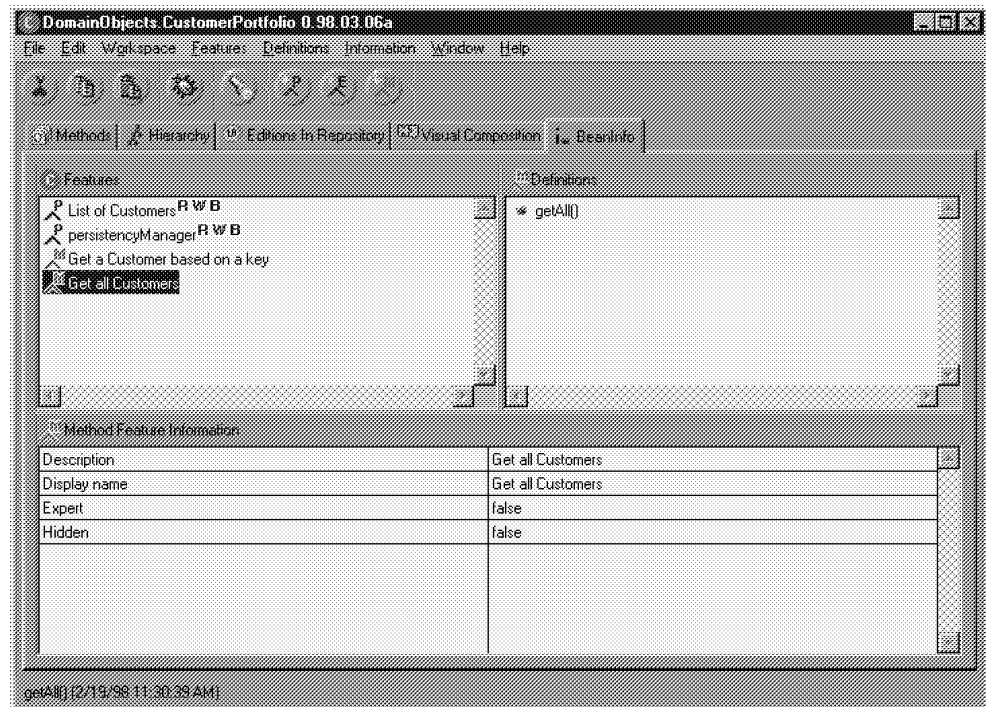 DomainObjects.CustomerPortfolio 0.98.03.06a
File Edit Workspace Features Definitions Information Window Help
Methods Hierarchy Editions In Repository Visual Composition BeanInfo
Features Definitions
List of Customers R W B
persistencyManager R W B
Get a Customer based on a key
Get all Customers
getAll()
Method Feature Information
Description Get all Customers
Display name Get all Customers
Expert false
Hidden false
getAll() (2/19/98 11:30:39 AM)